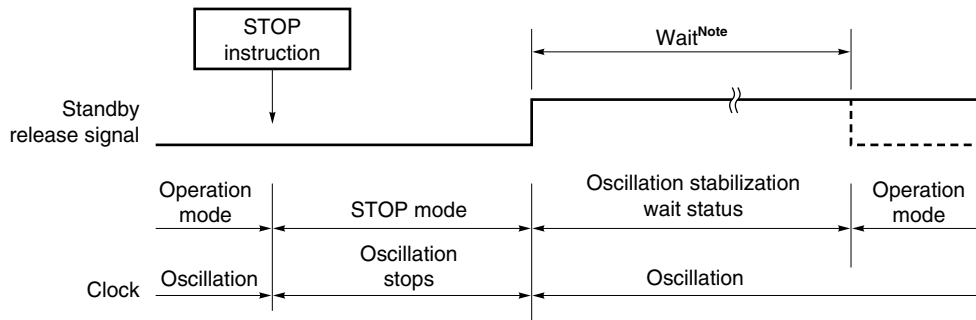 STOP
instruction
Wait^Note
Standby
release signal
Operation
mode
STOP mode
Oscillation stabilization
wait status
Operation
mode
Clock
Oscillation
Oscillation
stops
Oscillation